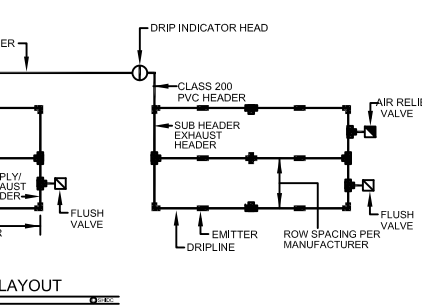 DRIP INDICATOR HEAD
ER
CLASS 200
PVC HEADER
AIR RELIE
VALVE
SUB HEADER
EXHAUST
HEADER
PLY/
AUST
DER
FLUSH
VALVE
FLUSH
VALVE
EMITTER
DRIPLINE
ROW SPACING PER
MANUFACTURER
R
LAYOUT